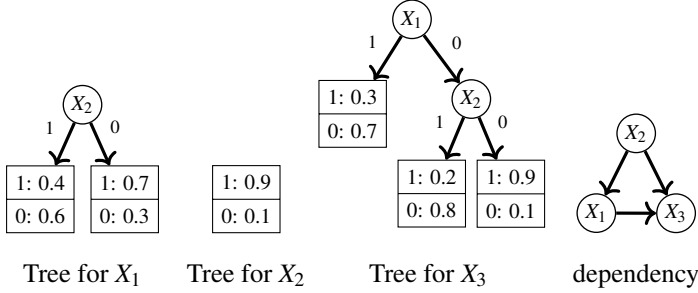 X₁
1 0
X₂
1: 0.3
0: 0.7
X₂
1 0
1 0
X₂
1: 0.4 1: 0.7
0: 0.6 0: 0.3
1: 0.9
0: 0.1
1: 0.2 1: 0.9
0: 0.8 0: 0.1
X₁ X₃
Tree for X₁ Tree for X₂ Tree for X₃ dependency